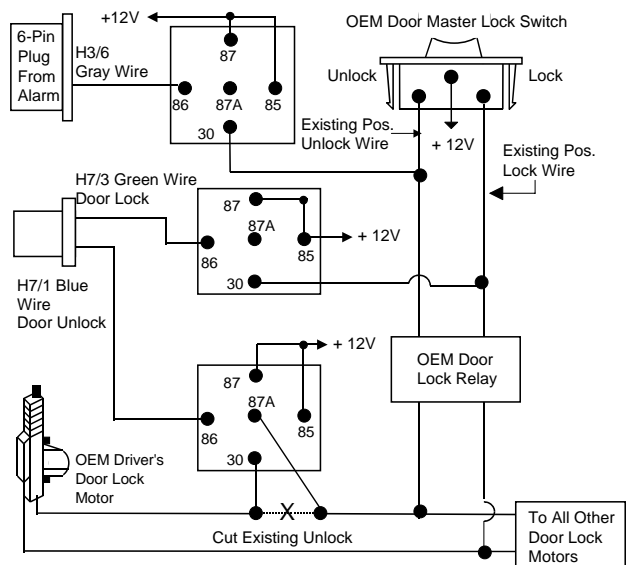 6-Pin
Plug
From
Alarm
H3/6
Gray Wire
+12V
87
86
87A
85
30
OEM Door Master Lock Switch
Unlock
Lock
+ 12V
Existing Pos.
Unlock Wire
Existing Pos.
Lock Wire
H7/3 Green Wire
Door Lock
87
87A
86
85
30
+ 12V
H7/1 Blue
Wire
Door Unlock
+ 12V
87
87A
86
85
30
OEM Door
Lock Relay
OEM Driver's
Door Lock
Motor
X
Cut Existing Unlock
To All Other
Door Lock
Motors